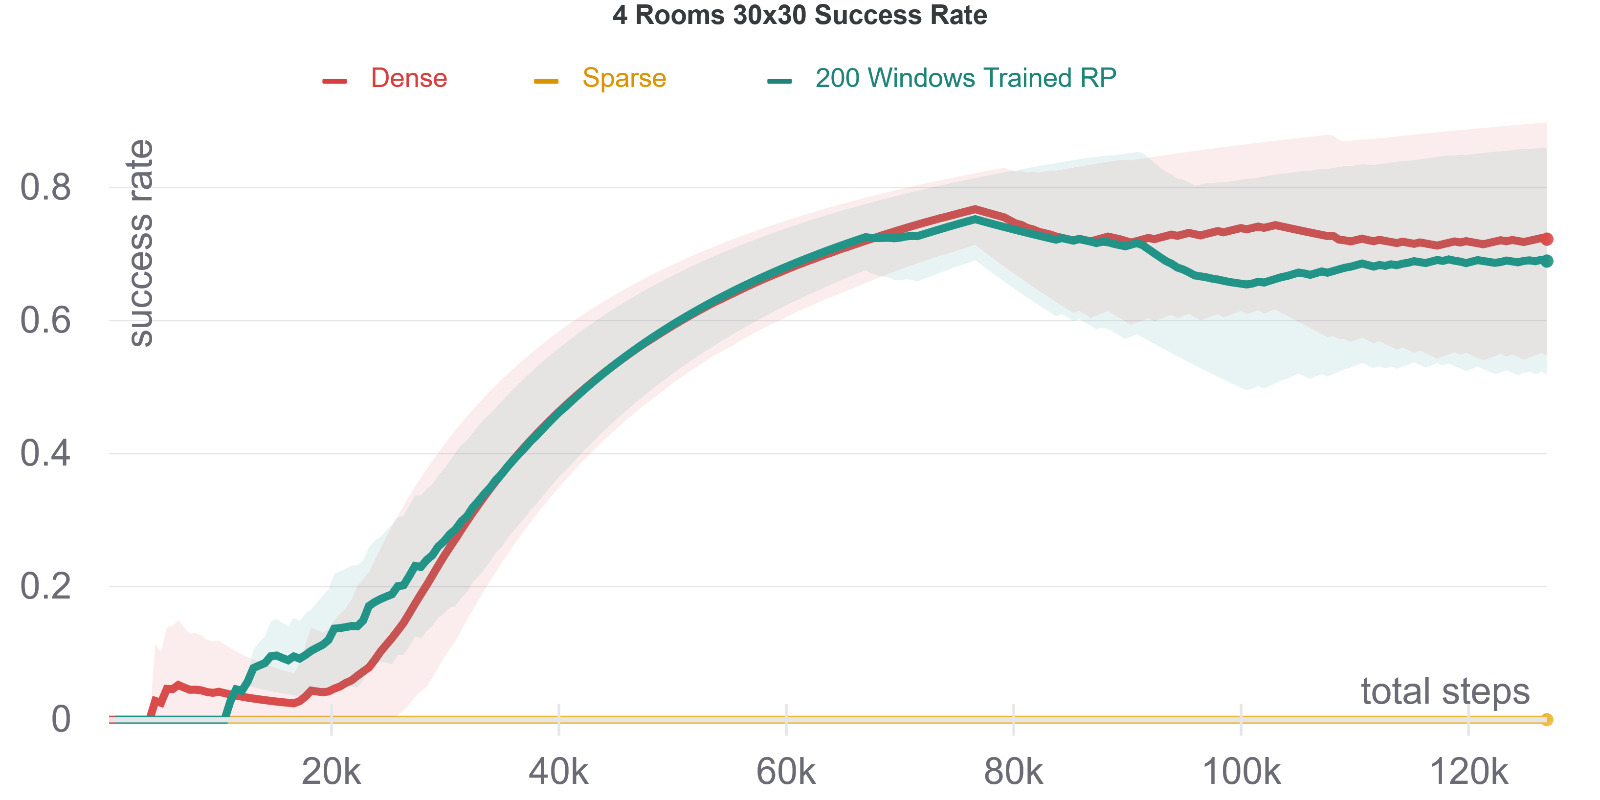 4 Rooms 30x30 Success Rate
Dense Sparse 200 Windows Trained RP
success rate
0.8
0.6
0.4
0.2
0
total steps
20k 40k 60k 80k 100k 120k